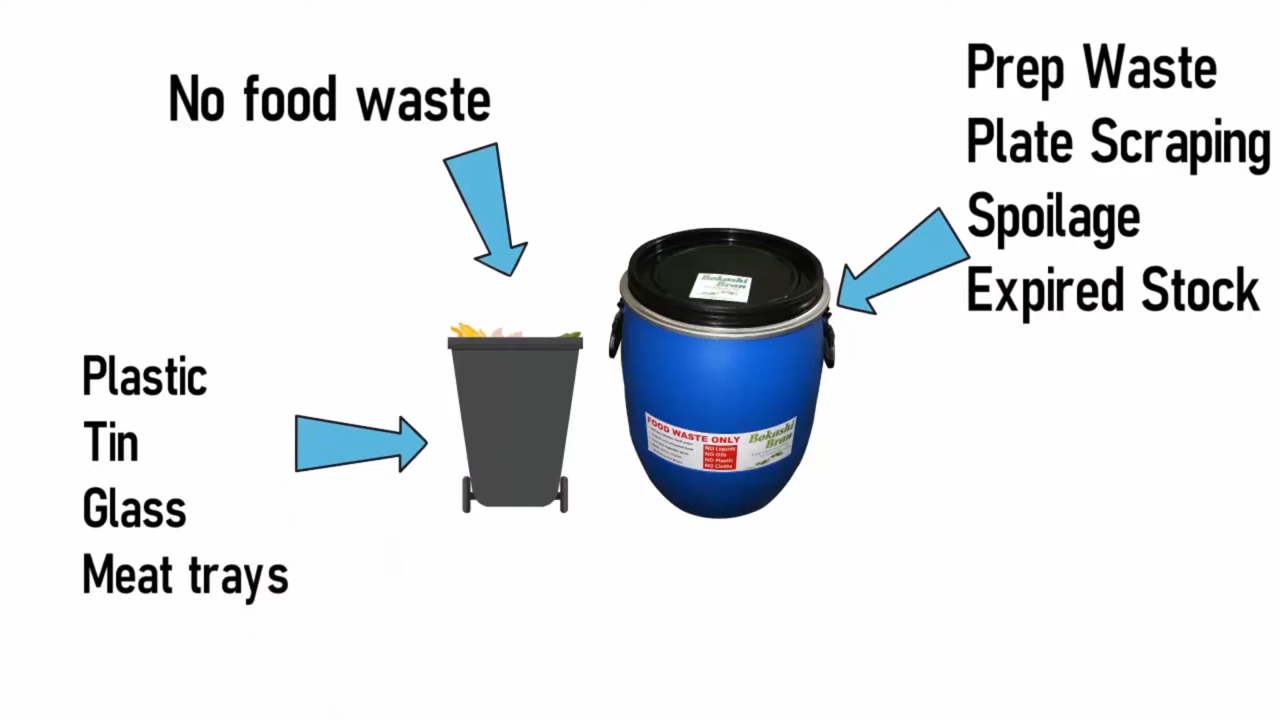 No food waste
Prep Waste
Plate Scraping
Spoilage
Expired Stock
Plastic
Tin
Glass
Meat trays
Bokashi
Bran
FOOD WASTE ONLY
NO Liquids
NO Oils
NO Plastic
NO Cloths
Bokashi
Bran